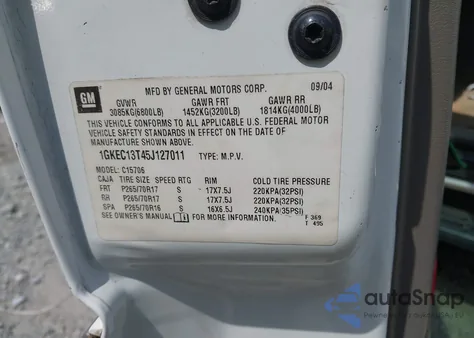 GM
MFD BY GENERAL MOTORS CORP. 09/04
GVWR GAWR FRT GAWR RR
3085KG(6800LB) 1452KG(3200LB) 1814KG(4000LB)
THIS VEHICLE CONFORMS TO ALL APPLICABLE U.S. FEDERAL MOTOR
VEHICLE SAFETY STANDARDS IN EFFECT ON THE DATE OF
MANUFACTURE SHOWN ABOVE.
1GKEC13T45J127011 TYPE: M.P.V.
MODEL: C15706
CAJA TIRE SIZE SPEED RTG RIM COLD TIRE PRESSURE
FRT P265/70R17 S 17X7.5J 220KPA(32PSI)
RH P265/70R17 S 17X7.5J 220KPA(32PSI)
SPA P265/70R16 S 16X6.5J 240KPA(35PSI)
SEE OWNER'S MANUAL FOR MORE INFORMATION.
F 369
T 495
autoSnap